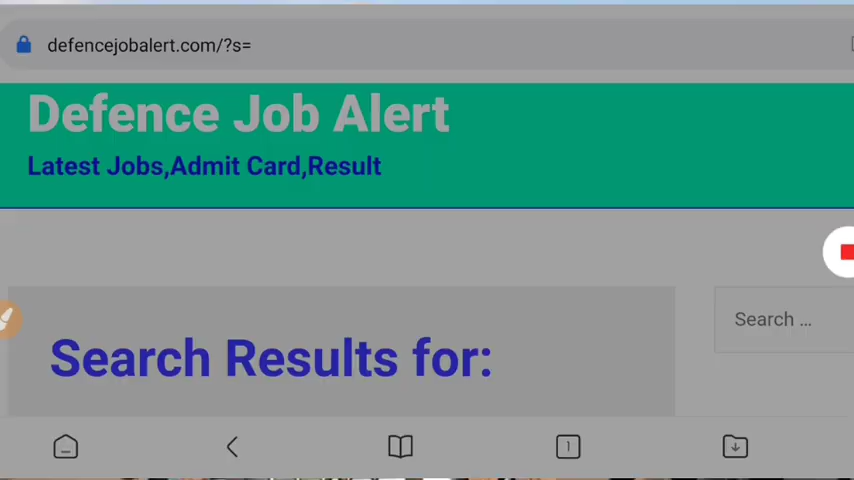 defencejobalert.com/?s=
Defence Job Alert
Latest Jobs,Admit Card,Result
Search ...
Search Results for:
1